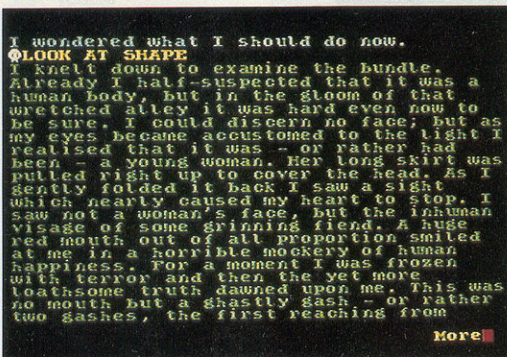 I wondered what I should do now.
LOOK AT SHAPE
I knelt down to examine the bundle.
Already I half-suspected that it was a
human body, but in the gloom of that
wretched alley it was hard even now to
be sure. I could discern no face; but as
my eyes became accustomed to the light I
realised that it was - or rather had
been - a young woman. Her long skirt was
pulled right up to cover the head. As I
gently folded it back I saw a sight
which nearly caused my heart to stop. I
saw not a woman's face, but the inhuman
visage of some grinning fiend. A huge
red mouth out of all proportion smiled
at me in a horrible mockery of human
happiness. For a moment I was frozen
with terror and then the yet more
loathsome truth dawned upon me. This was
no mouth but a ghastly gash - or rather
two gashes, the first reaching from
More